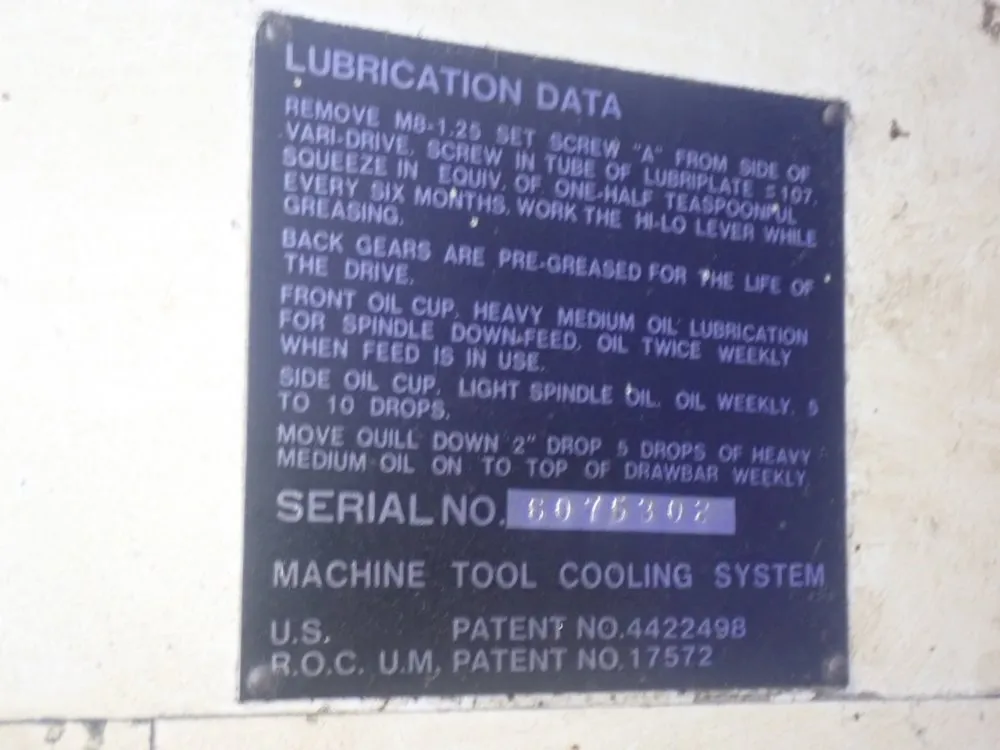 LUBRICATION DATA
REMOVE M8-1.25 SET SCREW "A" FROM SIDE OF
VARI-DRIVE, SCREW IN TUBE OF LUBRIPLATE 107.
SQUEEZE IN EQUIV. OF ONE-HALF TEASPOONFUL
EVERY SIX MONTHS. WORK THE HI-LO LEVER WHILE
GREASING.
BACK GEARS ARE PRE-GREASED FOR THE LIFE OF
THE DRIVE.
FRONT OIL CUP. HEAVY MEDIUM OIL LUBRICATION
FOR SPINDLE DOWN-FEED. OIL TWICE WEEKLY
WHEN FEED IS IN USE.
SIDE OIL CUP. LIGHT SPINDLE OIL. OIL WEEKLY. 5
TO 10 DROPS.
MOVE QUILL DOWN 2" DROP 5 DROPS OF HEAVY
MEDIUM OIL ON TO TOP OF DRAWBAR WEEKLY.
SERIAL NO.
MACHINE TOOL COOLING SYSTEM
U.S. PATENT NO.4422498
R.O.C. U.M. PATENT NO.17572